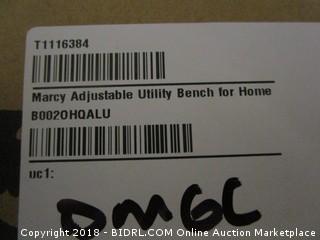 T1116384
Marcy Adjustable Utility Bench for Home
B002OHQALU
uc1:
DMGC
Copyright 2018 - BIDRL.COM - Online Auction Marketplace